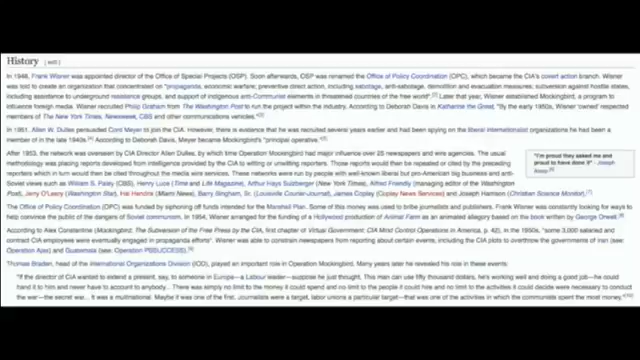 History [edit]
In 1948, Frank Wisner was appointed director of the Office of Special Projects (OSP). Soon afterwards, OSP was renamed the Office of Policy Coordination (OPC), which became the CIA's covert action branch. Wisner
was told to create an organization that concentrated on "propaganda, economic warfare; preventive direct action, including sabotage, anti-sabotage, demolition and evacuation measures; subversion against hostile states,
including assistance to underground resistance groups, and support of indigenous anti-Communist elements in threatened countries of the free world". Later that year, Wisner established Mockingbird, a program to
influence foreign media. Wisner recruited Philip Graham from The Washington Post to run the project within the industry. According to Deborah Davis in Katharine the Great, "By the early 1950s, Wisner 'owned' respected
members of The New York Times, Newsweek, CBS and other communications vehicles."
In 1951, Allen W. Dulles persuaded Cord Meyer to join the CIA. However, there is evidence that he was recruited several years earlier and had been spying on the liberal internationalist organizations he had been a
member of in the late 1940s. According to Deborah Davis, Meyer became Mockingbird's "principal operative".
After 1953, the network was overseen by CIA Director Allen Dulles, by which time Operation Mockingbird had major influence over 25 newspapers and wire agencies. The usual
methodology was placing reports developed from intelligence provided by the CIA to witting or unwitting reporters. Those reports would then be repeated or cited by the preceding
reporters which in turn would then be cited throughout the media wire services. These networks were run by people with well-known liberal but pro-American big business and anti-
Soviet views such as William S. Paley (CBS), Henry Luce (Time and Life Magazine), Arthur Hays Sulzberger (New York Times), Alfred Friendly (managing editor of the Washington
Post), Jerry O'Leary (Washington Star), Hal Hendrix (Miami News), Barry Bingham, Sr. (Louisville Courier-Journal), James Copley (Copley News Services) and Joseph Harrison (Christian Science Monitor).
"I'm proud they asked me and
proud to have done it" - Joseph
Alsop
The Office of Policy Coordination (OPC) was funded by siphoning off funds intended for the Marshall Plan. Some of this money was used to bribe journalists and publishers. Frank Wisner was constantly looking for ways to
help convince the public of the dangers of Soviet communism. In 1954, Wisner arranged for the funding of a Hollywood production of Animal Farm as an animated allegory based on the book written by George Orwell.
According to Alex Constantine (Mockingbird: The Subversion of the Free Press by the CIA, first chapter of Virtual Government: CIA Mind Control Operations in America, p. 42), in the 1950s, "some 3,000 salaried and
contract CIA employees were eventually engaged in propaganda efforts". Wisner was able to constrain newspapers from reporting about certain events, including the CIA plots to overthrow the governments of Iran (see:
Operation Ajax) and Guatemala (see: Operation PBSUCCESS).
Thomas Braden, head of the International Organizations Division (IOD), played an important role in Operation Mockingbird. Many years later he revealed his role in these events:
"If the director of CIA wanted to extend a present, say, to someone in Europe—a Labour leader—suppose he just thought, This man can use fifty thousand dollars, he's working well and doing a good job—he could
hand it to him and never have to account to anybody... There was simply no limit to the money it could spend and no limit to the people it could hire and no limit to the activities it could decide were necessary to conduct
the war—the secret war... It was a multinational. Maybe it was one of the first. Journalists were a target, labor unions a particular target—that was one of the activities in which the communists spent the most money."